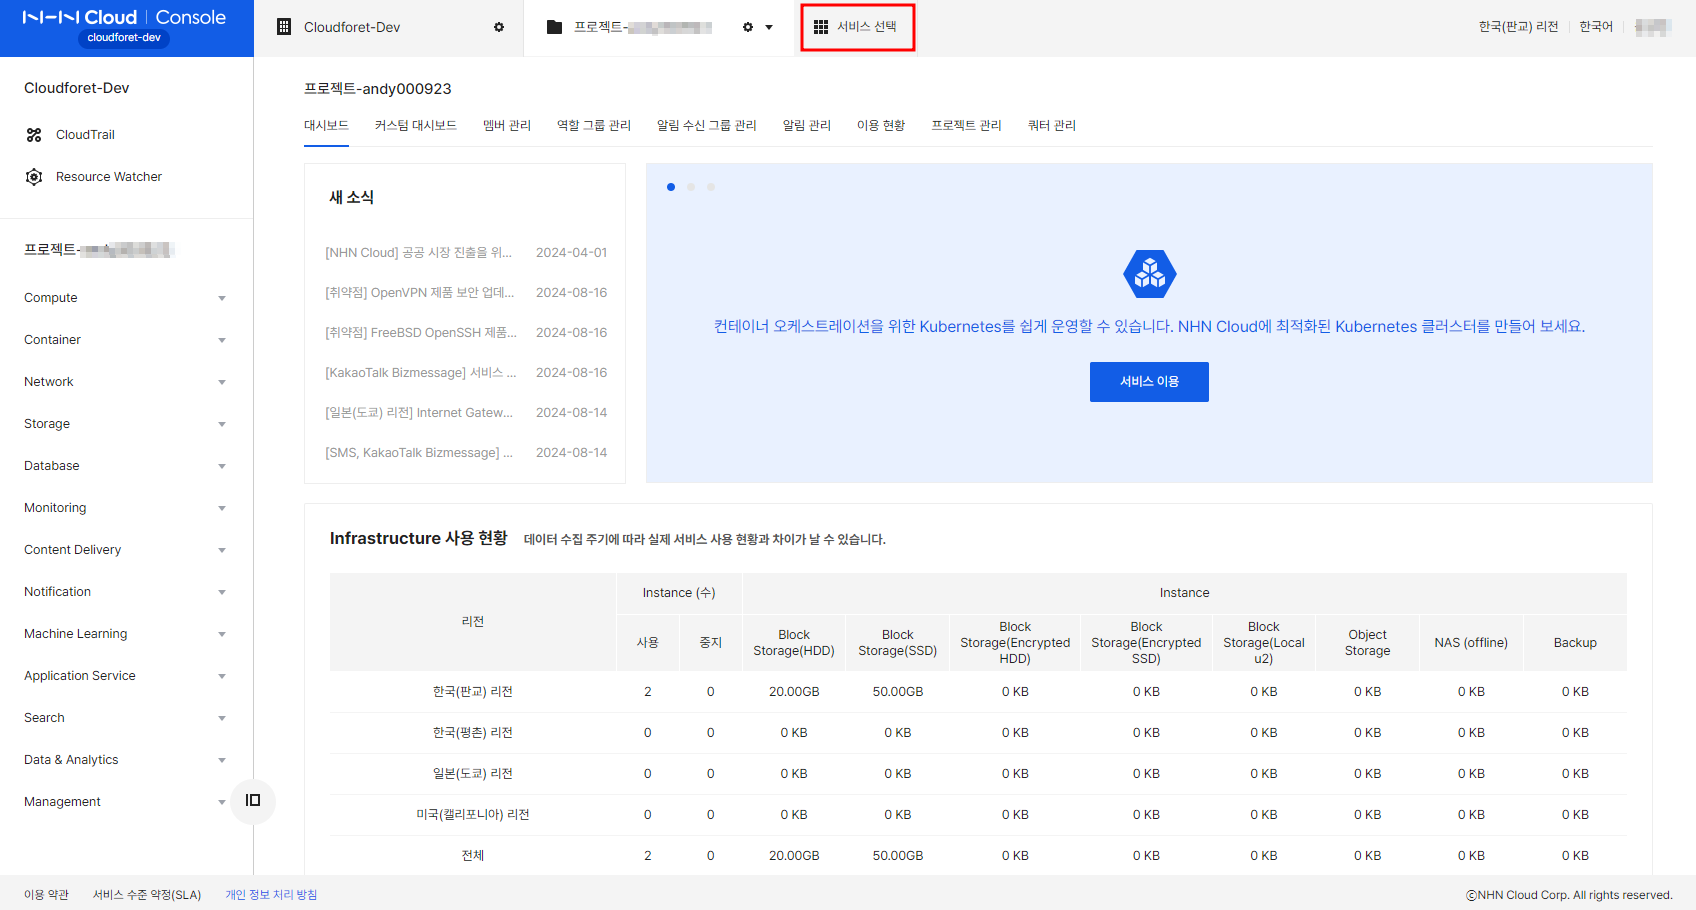 NHN Cloud | Console
cloudforet-dev
Cloudforet-Dev
프로젝트-
서비스 선택
한국(판교) 리전
한국어
Cloudforet-Dev
CloudTrail
Resource Watcher
프로젝트-
Compute
Container
Network
Storage
Database
Monitoring
Content Delivery
Notification
Machine Learning
Application Service
Search
Data & Analytics
Management
프로젝트-andy000923
대시보드 커스텀 대시보드 멤버 관리 역할 그룹 관리 알림 수신 그룹 관리 알림 관리 이용 현황 프로젝트 관리 쿼터 관리
새 소식
[NHN Cloud] 공공 시장 진출을 위... 2024-04-01
[취약점] OpenVPN 제품 보안 업데... 2024-08-16
[취약점] FreeBSD OpenSSH 제품... 2024-08-16
[KakaoTalk Bizmessage] 서비스 ... 2024-08-16
[일본(도쿄) 리전] Internet Gatew... 2024-08-14
[SMS, KakaoTalk Bizmessage] ... 2024-08-14
컨테이너 오케스트레이션을 위한 Kubernetes를 쉽게 운영할 수 있습니다. NHN Cloud에 최적화된 Kubernetes 클러스터를 만들어 보세요.
서비스 이용
Infrastructure 사용 현황 데이터 수집 주기에 따라 실제 서비스 사용 현황과 차이가 날 수 있습니다.
리전 Instance (수) Instance
사용 중지 Block Storage(HDD) Block Storage(SSD) Block Storage(Encrypted HDD) Block Storage(Encrypted SSD) Block Storage(Local u2) Object Storage NAS (offline) Backup
한국(판교) 리전 2 0 20.00GB 50.00GB 0 KB 0 KB 0 KB 0 KB 0 KB 0 KB
한국(평촌) 리전 0 0 0 KB 0 KB 0 KB 0 KB 0 KB 0 KB 0 KB 0 KB
일본(도쿄) 리전 0 0 0 KB 0 KB 0 KB 0 KB 0 KB 0 KB 0 KB 0 KB
미국(캘리포니아) 리전 0 0 0 KB 0 KB 0 KB 0 KB 0 KB 0 KB 0 KB 0 KB
전체 2 0 20.00GB 50.00GB 0 KB 0 KB 0 KB 0 KB 0 KB 0 KB
이용 약관 서비스 수준 약정(SLA) 개인 정보 처리 방침
ⓒNHN Cloud Corp. All rights reserved.